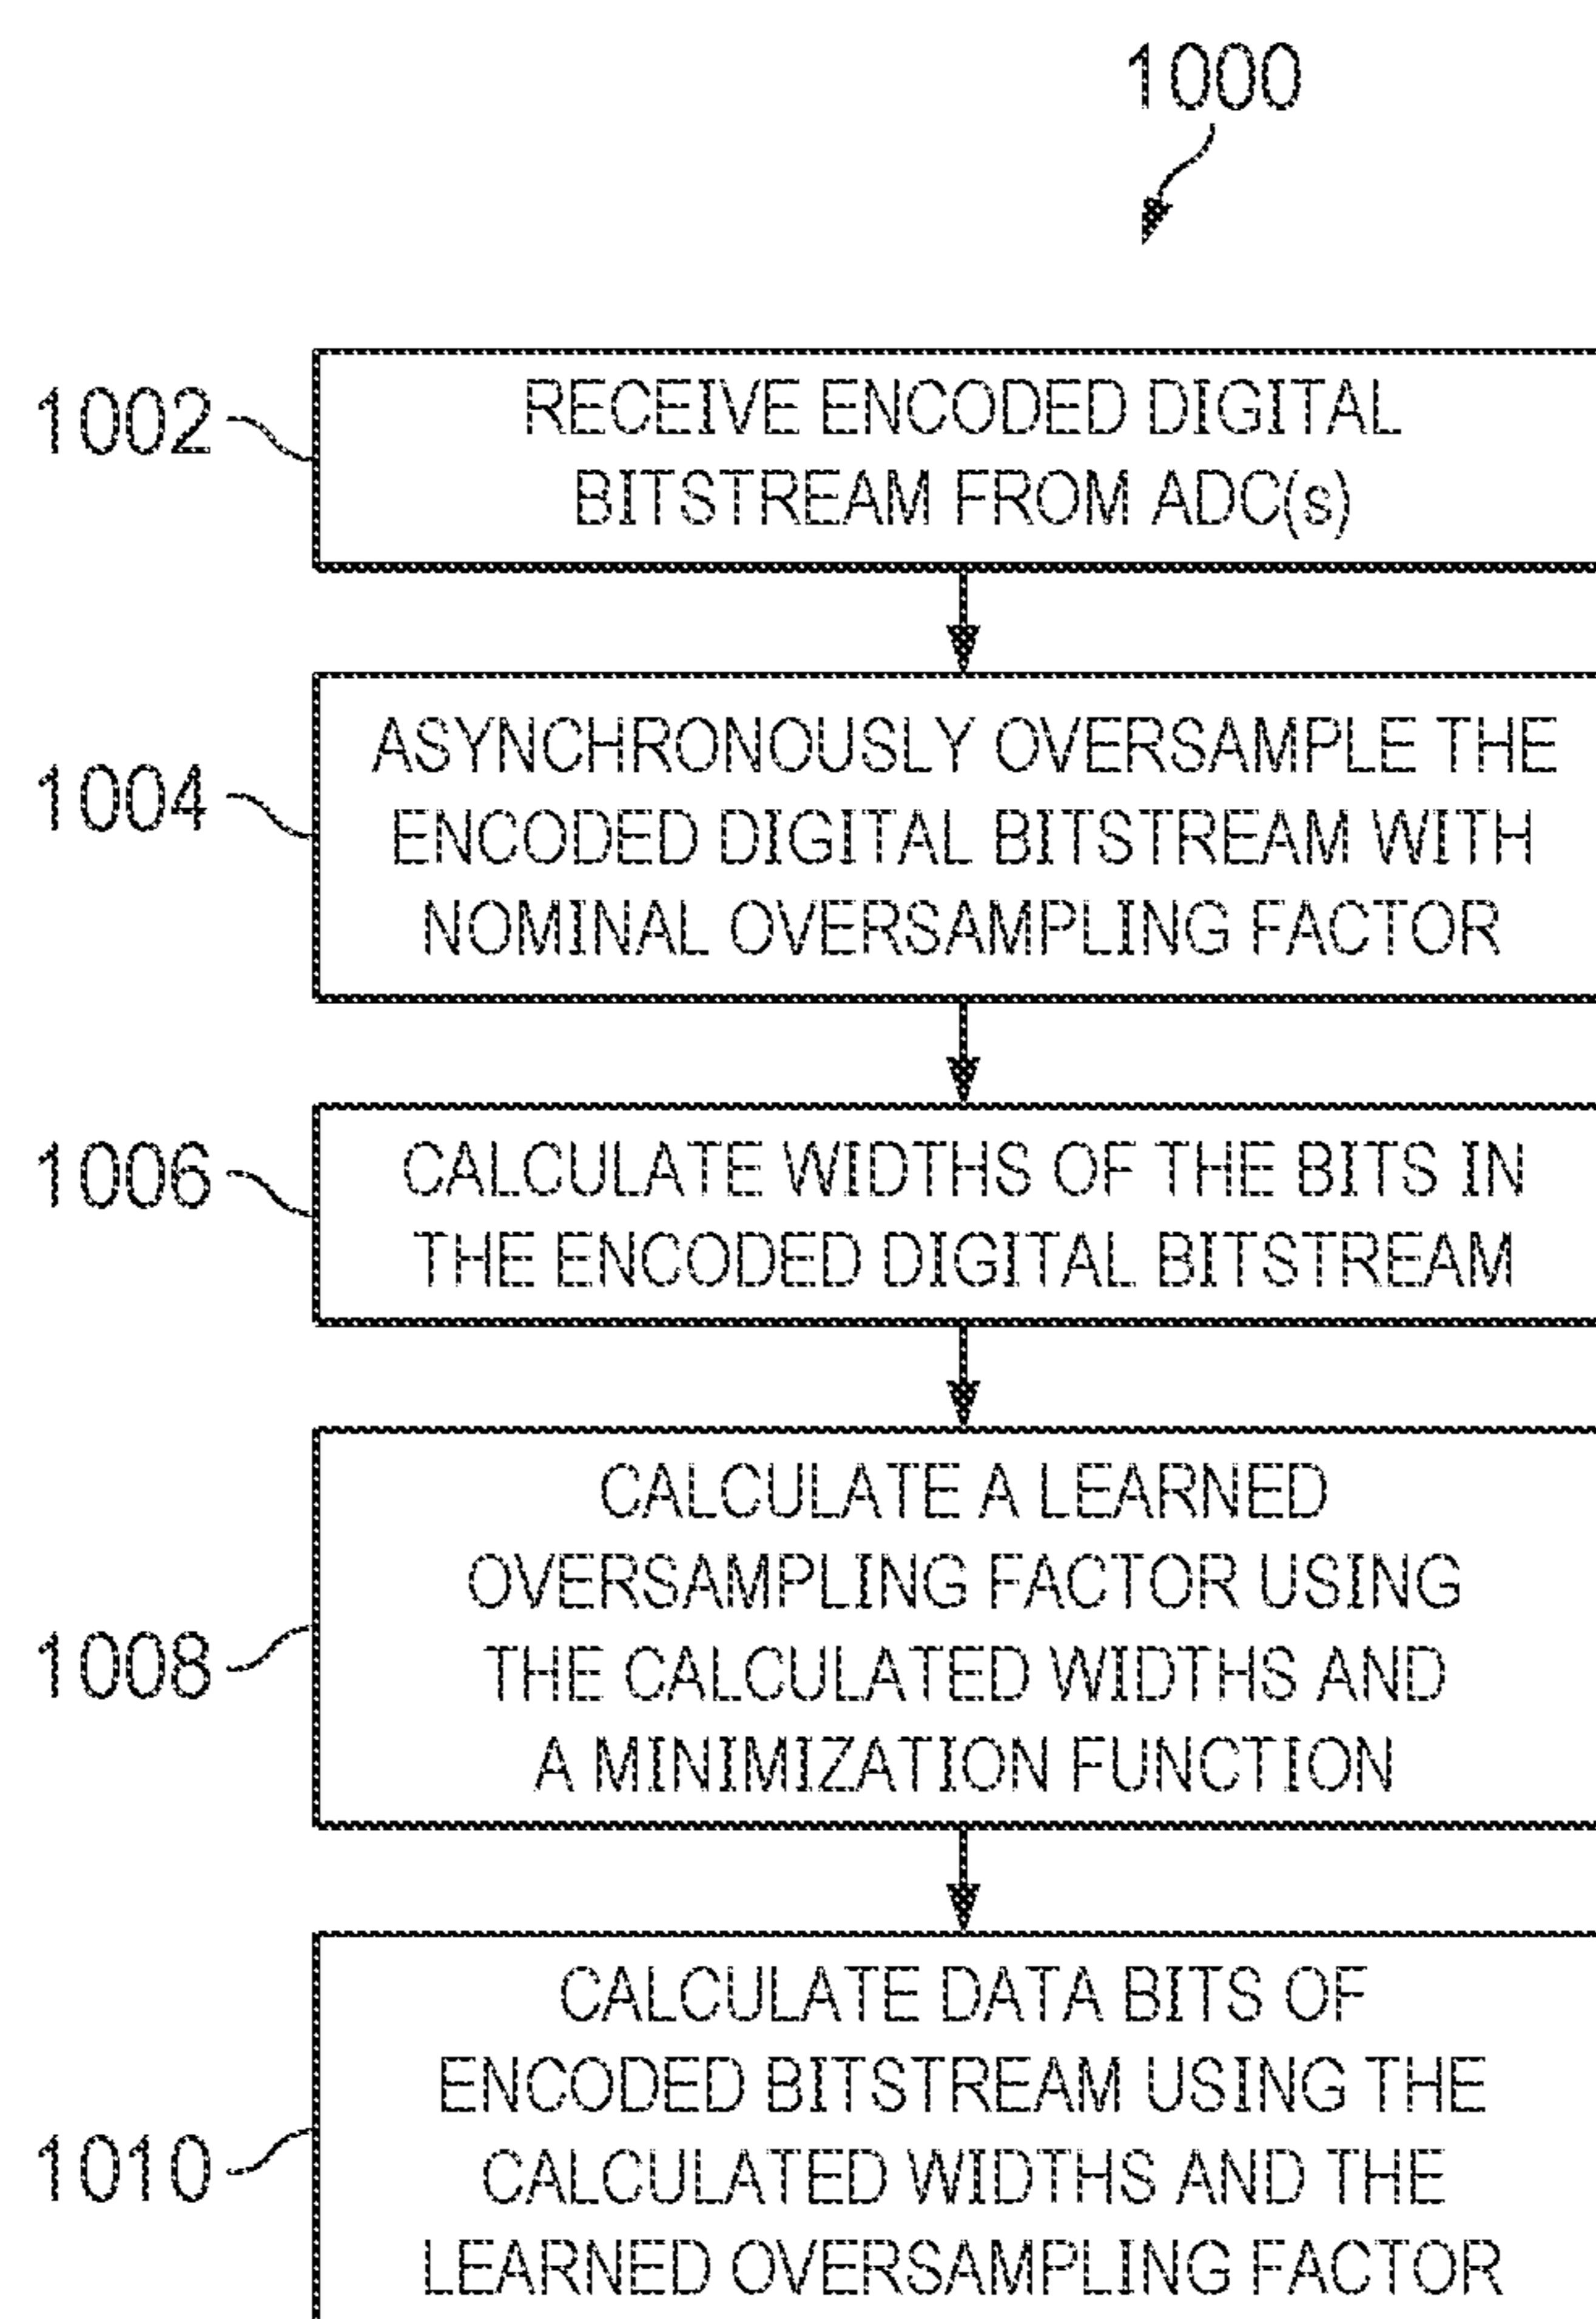 1000
1002
RECEIVE ENCODED DIGITAL
BITSTREAM FROM ADC(s)
1004
ASYNCHRONOUSLY OVERSAMPLE THE
ENCODED DIGITAL BITSTREAM WITH
NOMINAL OVERSAMPLING FACTOR
1006
CALCULATE WIDTHS OF THE BITS IN
THE ENCODED DIGITAL BITSTREAM
1008
CALCULATE A LEARNED
OVERSAMPLING FACTOR USING
THE CALCULATED WIDTHS AND
A MINIMIZATION FUNCTION
1010
CALCULATE DATA BITS OF
ENCODED BITSTREAM USING THE
CALCULATED WIDTHS AND THE
LEARNED OVERSAMPLING FACTOR